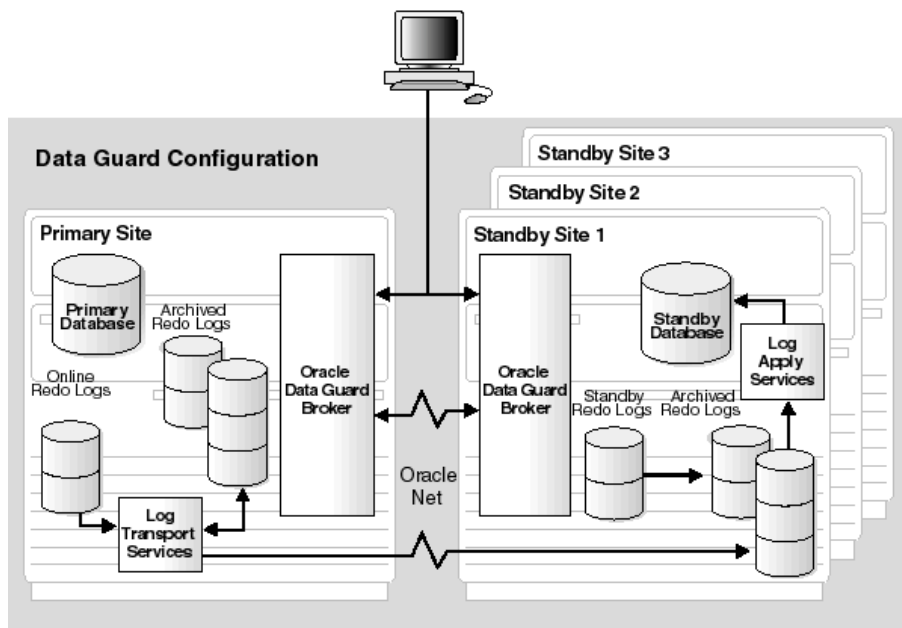 Data Guard Configuration
Standby Site 3
Standby Site 2
Primary Site
Standby Site 1
Primary
Database
Archived
Redo Logs
Online
Redo Logs
Oracle
Data Guard
Broker
Log
Transport
Services
Oracle
Net
Oracle
Data Guard
Broker
Standby
Database
Log
Apply
Services
Standby
Redo Logs
Archived
Redo Logs